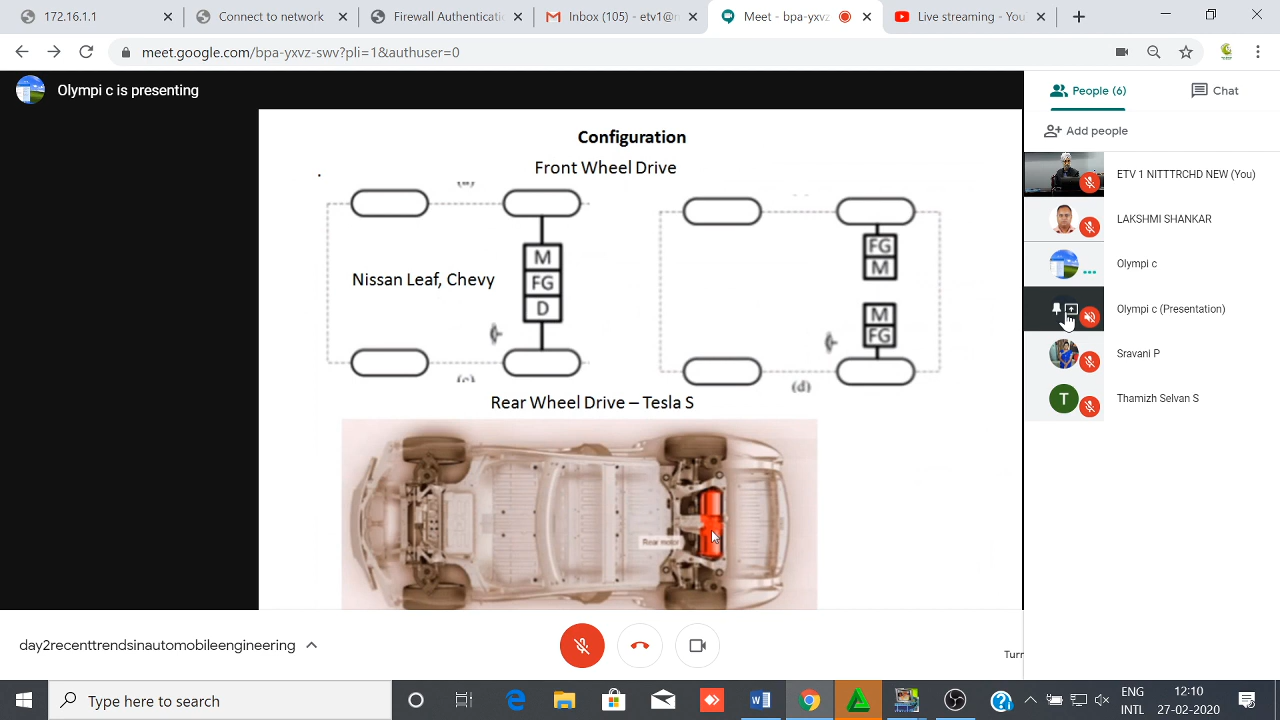 172.16.1.1
Connect to network
Firewall Authenticati
Inbox (105) - etv1@n
Meet - bpa-yxvz
Live streaming - You
meet.google.com/bpa-yxvz-swv?pli=1&authuser=0
Olympi c is presenting
People (6)
Chat
Add people
Configuration
Front Wheel Drive
M
FG
D
Nissan Leaf, Chevy
FG
M
M
FG
(c)
(d)
Rear Wheel Drive – Tesla S
Rear motor
ETV 1 NITTTRCHD NEW (You)
LAKSHMI SHANKAR
Olympi c
Olympi c (Presentation)
T
Thamizh Selvan S
day2recenttrendsinautomobileengineering
Turn
Type here to search
ENG
INTL
12:10
27-02-2020